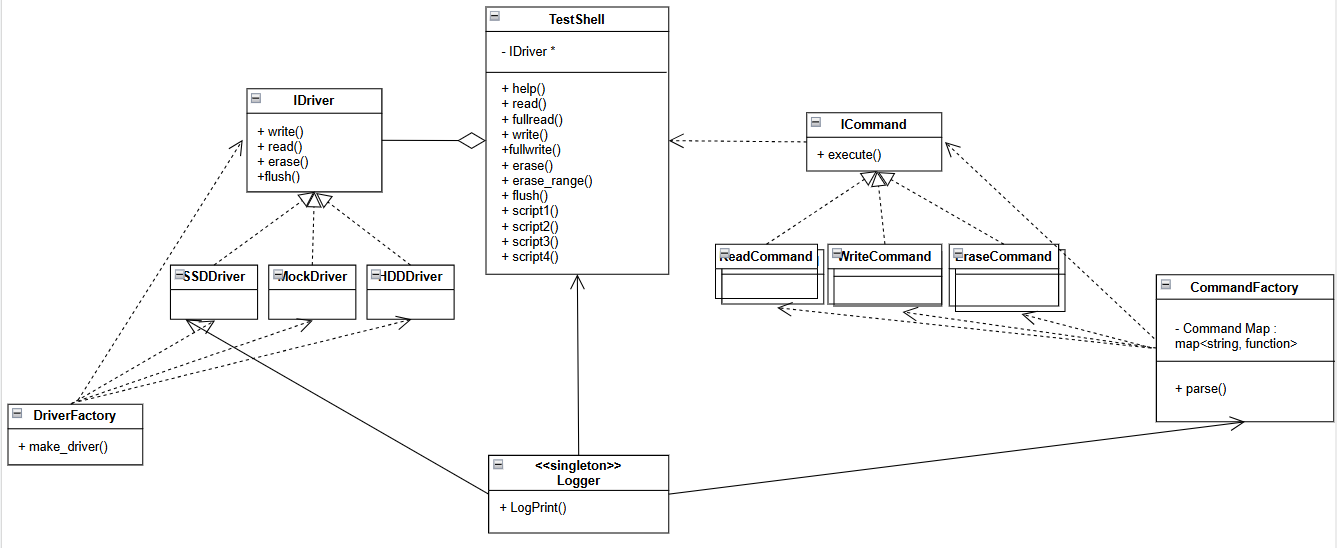 TestShell
- IDriver *
+ help()
+ read()
+ fullread()
+ write()
+fullwrite()
+ erase()
+ erase_range()
+ flush()
+ script1()
+ script2()
+ script3()
+ script4()
IDriver
+ write()
+ read()
+ erase()
+flush()
SSDDriver
MockDriver
HDDDriver
DriverFactory
+ make_driver()
ICommand
+ execute()
ReadCommand
WriteCommand
EraseCommand
CommandFactory
- Command Map :
map<string, function>
+ parse()
<<singleton>>
Logger
+ LogPrint()